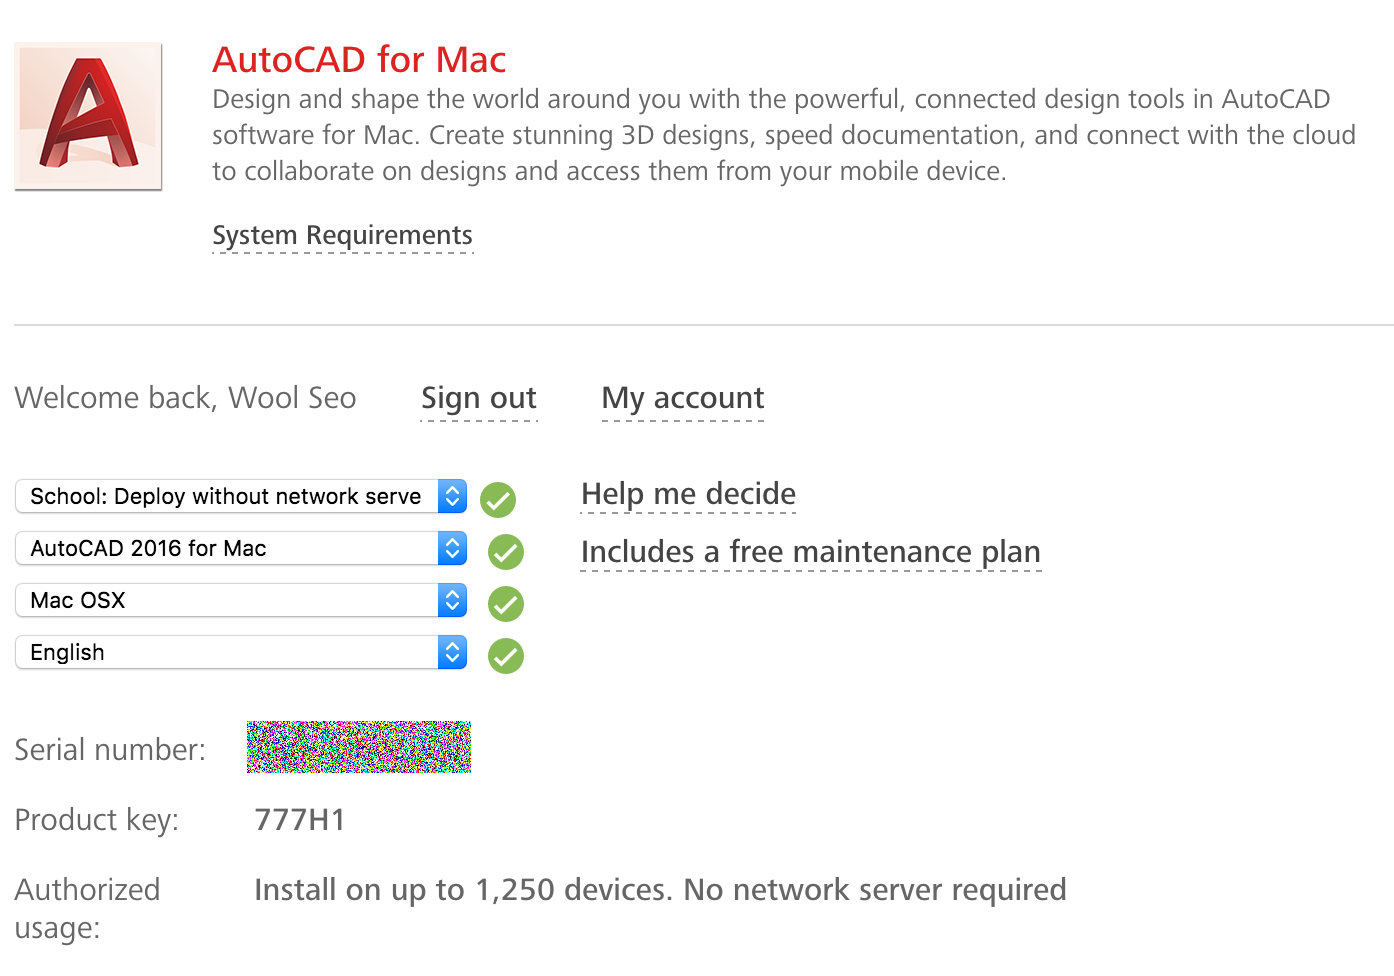 AutoCAD for Mac
Design and shape the world around you with the powerful, connected design tools in AutoCAD
software for Mac. Create stunning 3D designs, speed documentation, and connect with the cloud
to collaborate on designs and access them from your mobile device.
System Requirements
Welcome back, Wool Seo Sign out My account
School: Deploy without network serve Help me decide
AutoCAD 2016 for Mac Includes a free maintenance plan
Mac OSX
English
Serial number:
Product key: 777H1
Authorized Install on up to 1,250 devices. No network server required
usage: